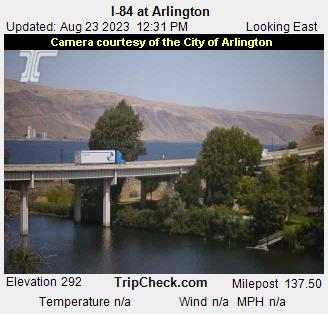 I-84 at Arlington
Updated: Aug 23 2023 12:31 PM Looking East
Camera courtesy of the City of Arlington
Elevation 292 TripCheck.com Milepost 137.50
Temperature n/a Wind n/a MPH n/a